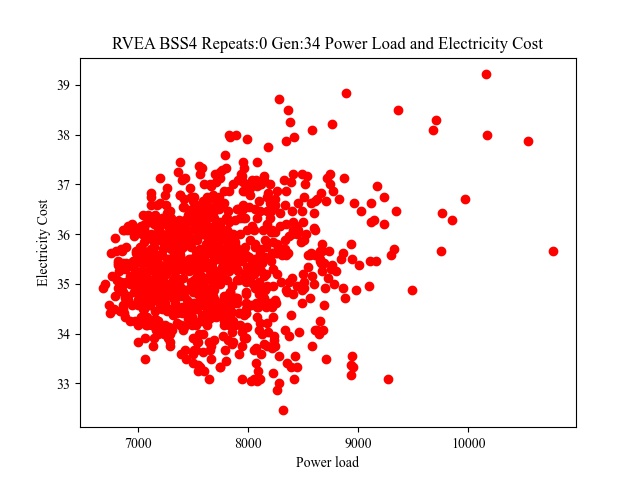 RVEA BSS4 Repeats:0 Gen:34 Power Load and Electricity Cost
39
38
37
36
35
34
33
Electricity Cost
7000 8000 9000 10000
Power load